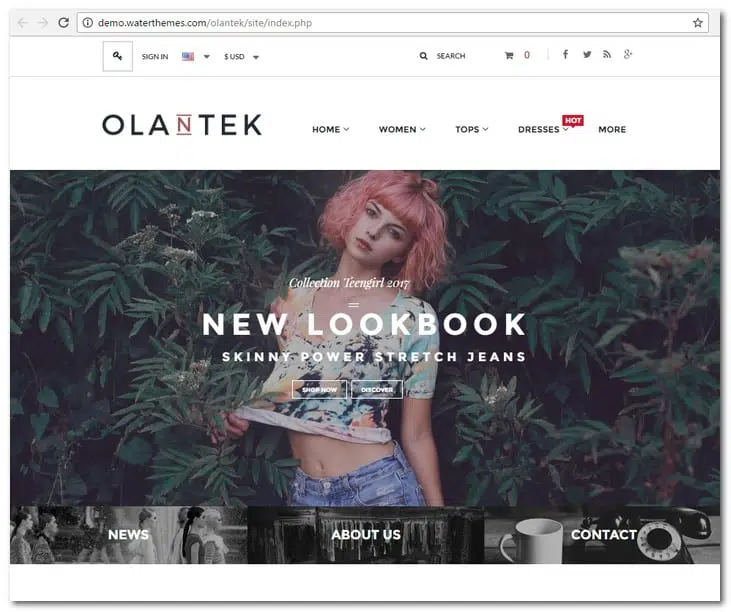 demo.waterthemes.com/olantek/site/index.php
SIGN IN $ USD SEARCH 0
OLANTEK
HOME WOMEN TOPS DRESSES HOT MORE
Collection Teengirl 2017
NEW LOOKBOOK
SKINNY POWER STRETCH JEANS
SHOP NOW DISCOVER
NEWS ABOUT US CONTACT